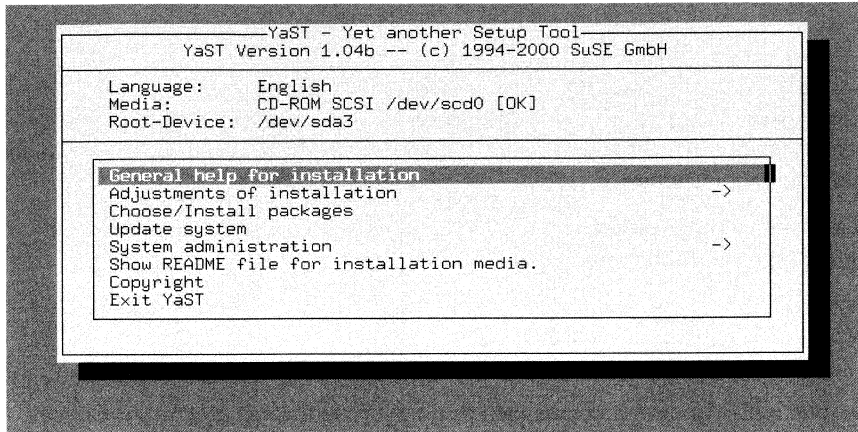 YaST - Yet another Setup Tool
YaST Version 1.04b -- (c) 1994-2000 SuSE GmbH
Language: English
Media: CD-ROM SCSI /dev/scd0 [OK]
Root-Device: /dev/sda3
General help for installation
Adjustments of installation ->
Choose/Install packages
Update system
System administration ->
Show README file for installation media.
Copyright
Exit YaST